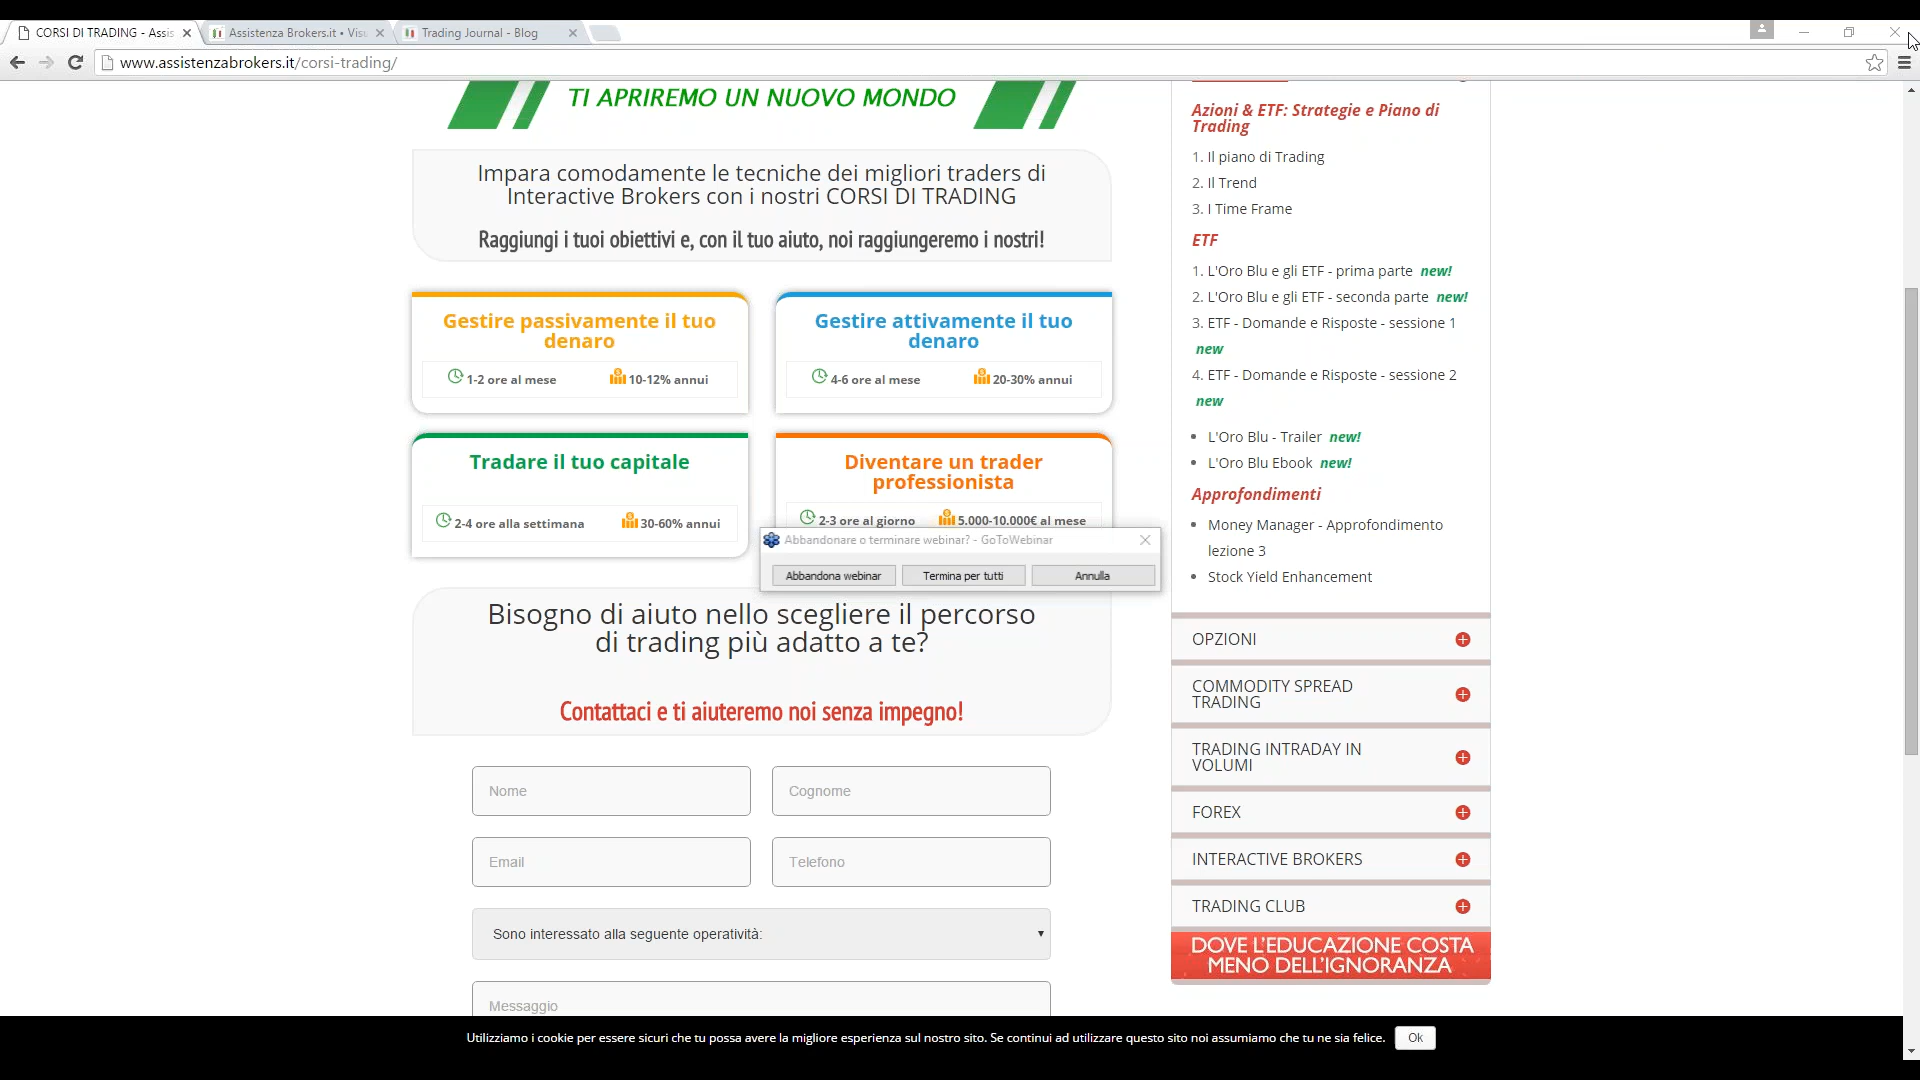 CORSI DI TRADING - Assis
Assistenza Brokers.it • Visu
Trading Journal - Blog
www.assistenzabrokers.it/corsi-trading/
TI APRIREMO UN NUOVO MONDO
Impara comodamente le tecniche dei migliori traders di
Interactive Brokers con i nostri CORSI DI TRADING
Raggiungi i tuoi obiettivi e, con il tuo aiuto, noi raggiungeremo i nostri!
Gestire passivamente il tuo
denaro
1-2 ore al mese
10-12% annui
Gestire attivamente il tuo
denaro
4-6 ore al mese
20-30% annui
Tradare il tuo capitale
2-4 ore alla settimana
30-60% annui
Diventare un trader
professionista
2-3 ore al giorno
5.000-10.000€ al mese
Abbandonare o terminare webinar? - GoToWebinar
Abbandona webinar
Termina per tutti
Annulla
Bisogno di aiuto nello scegliere il percorso
di trading più adatto a te?
Contattaci e ti aiuteremo noi senza impegno!
Nome
Cognome
Email
Telefono
Sono interessato alla seguente operatività:
Messaggio
Azioni & ETF: Strategie e Piano di
Trading
1. Il piano di Trading
2. Il Trend
3. I Time Frame
ETF
1. L'Oro Blu e gli ETF - prima parte new!
2. L'Oro Blu e gli ETF - seconda parte new!
3. ETF - Domande e Risposte - sessione 1
new
4. ETF - Domande e Risposte - sessione 2
new
L'Oro Blu - Trailer new!
L'Oro Blu Ebook new!
Approfondimenti
Money Manager - Approfondimento
lezione 3
Stock Yield Enhancement
OPZIONI
COMMODITY SPREAD
TRADING
TRADING INTRADAY IN
VOLUMI
FOREX
INTERACTIVE BROKERS
TRADING CLUB
DOVE L'EDUCAZIONE COSTA
MENO DELL'IGNORANZA
Utilizziamo i cookie per essere sicuri che tu possa avere la migliore esperienza sul nostro sito. Se continui ad utilizzare questo sito noi assumiamo che tu ne sia felice.
Ok